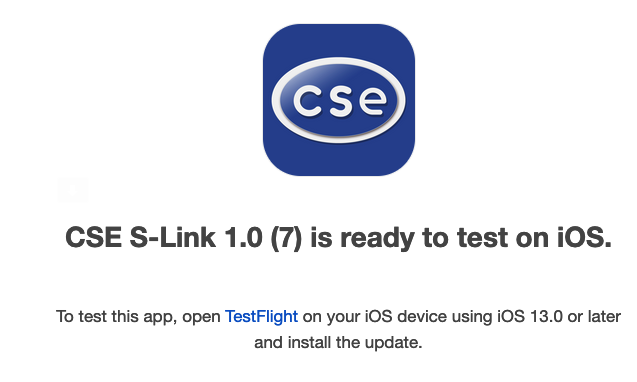 cse
CSE S-Link 1.0 (7) is ready to test on iOS.
To test this app, open TestFlight on your iOS device using iOS 13.0 or later
and install the update.